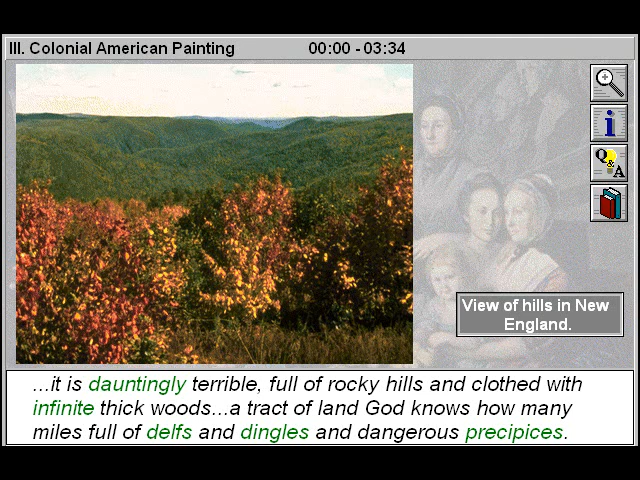 III. Colonial American Painting 00:00 - 03:34
i
Q&A
View of hills in New
England.
...it is dauntingly terrible, full of rocky hills and clothed with
infinite thick woods...a tract of land God knows how many
miles full of delfs and dingles and dangerous precipices.